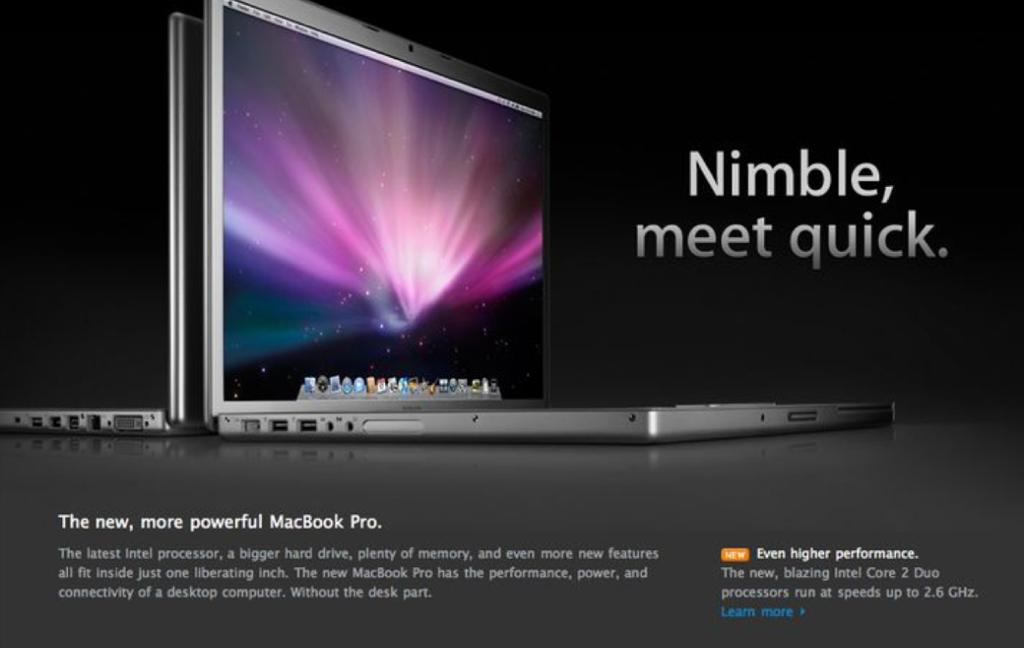 Nimble,
meet quick.
The new, more powerful MacBook Pro.
The latest Intel processor, a bigger hard drive, plenty of memory, and even more new features
all fit inside just one liberating inch. The new MacBook Pro has the performance, power, and
connectivity of a desktop computer. Without the desk part.
NEW Even higher performance.
The new, blazing Intel Core 2 Duo
processors run at speeds up to 2.6 GHz.
Learn more ▸